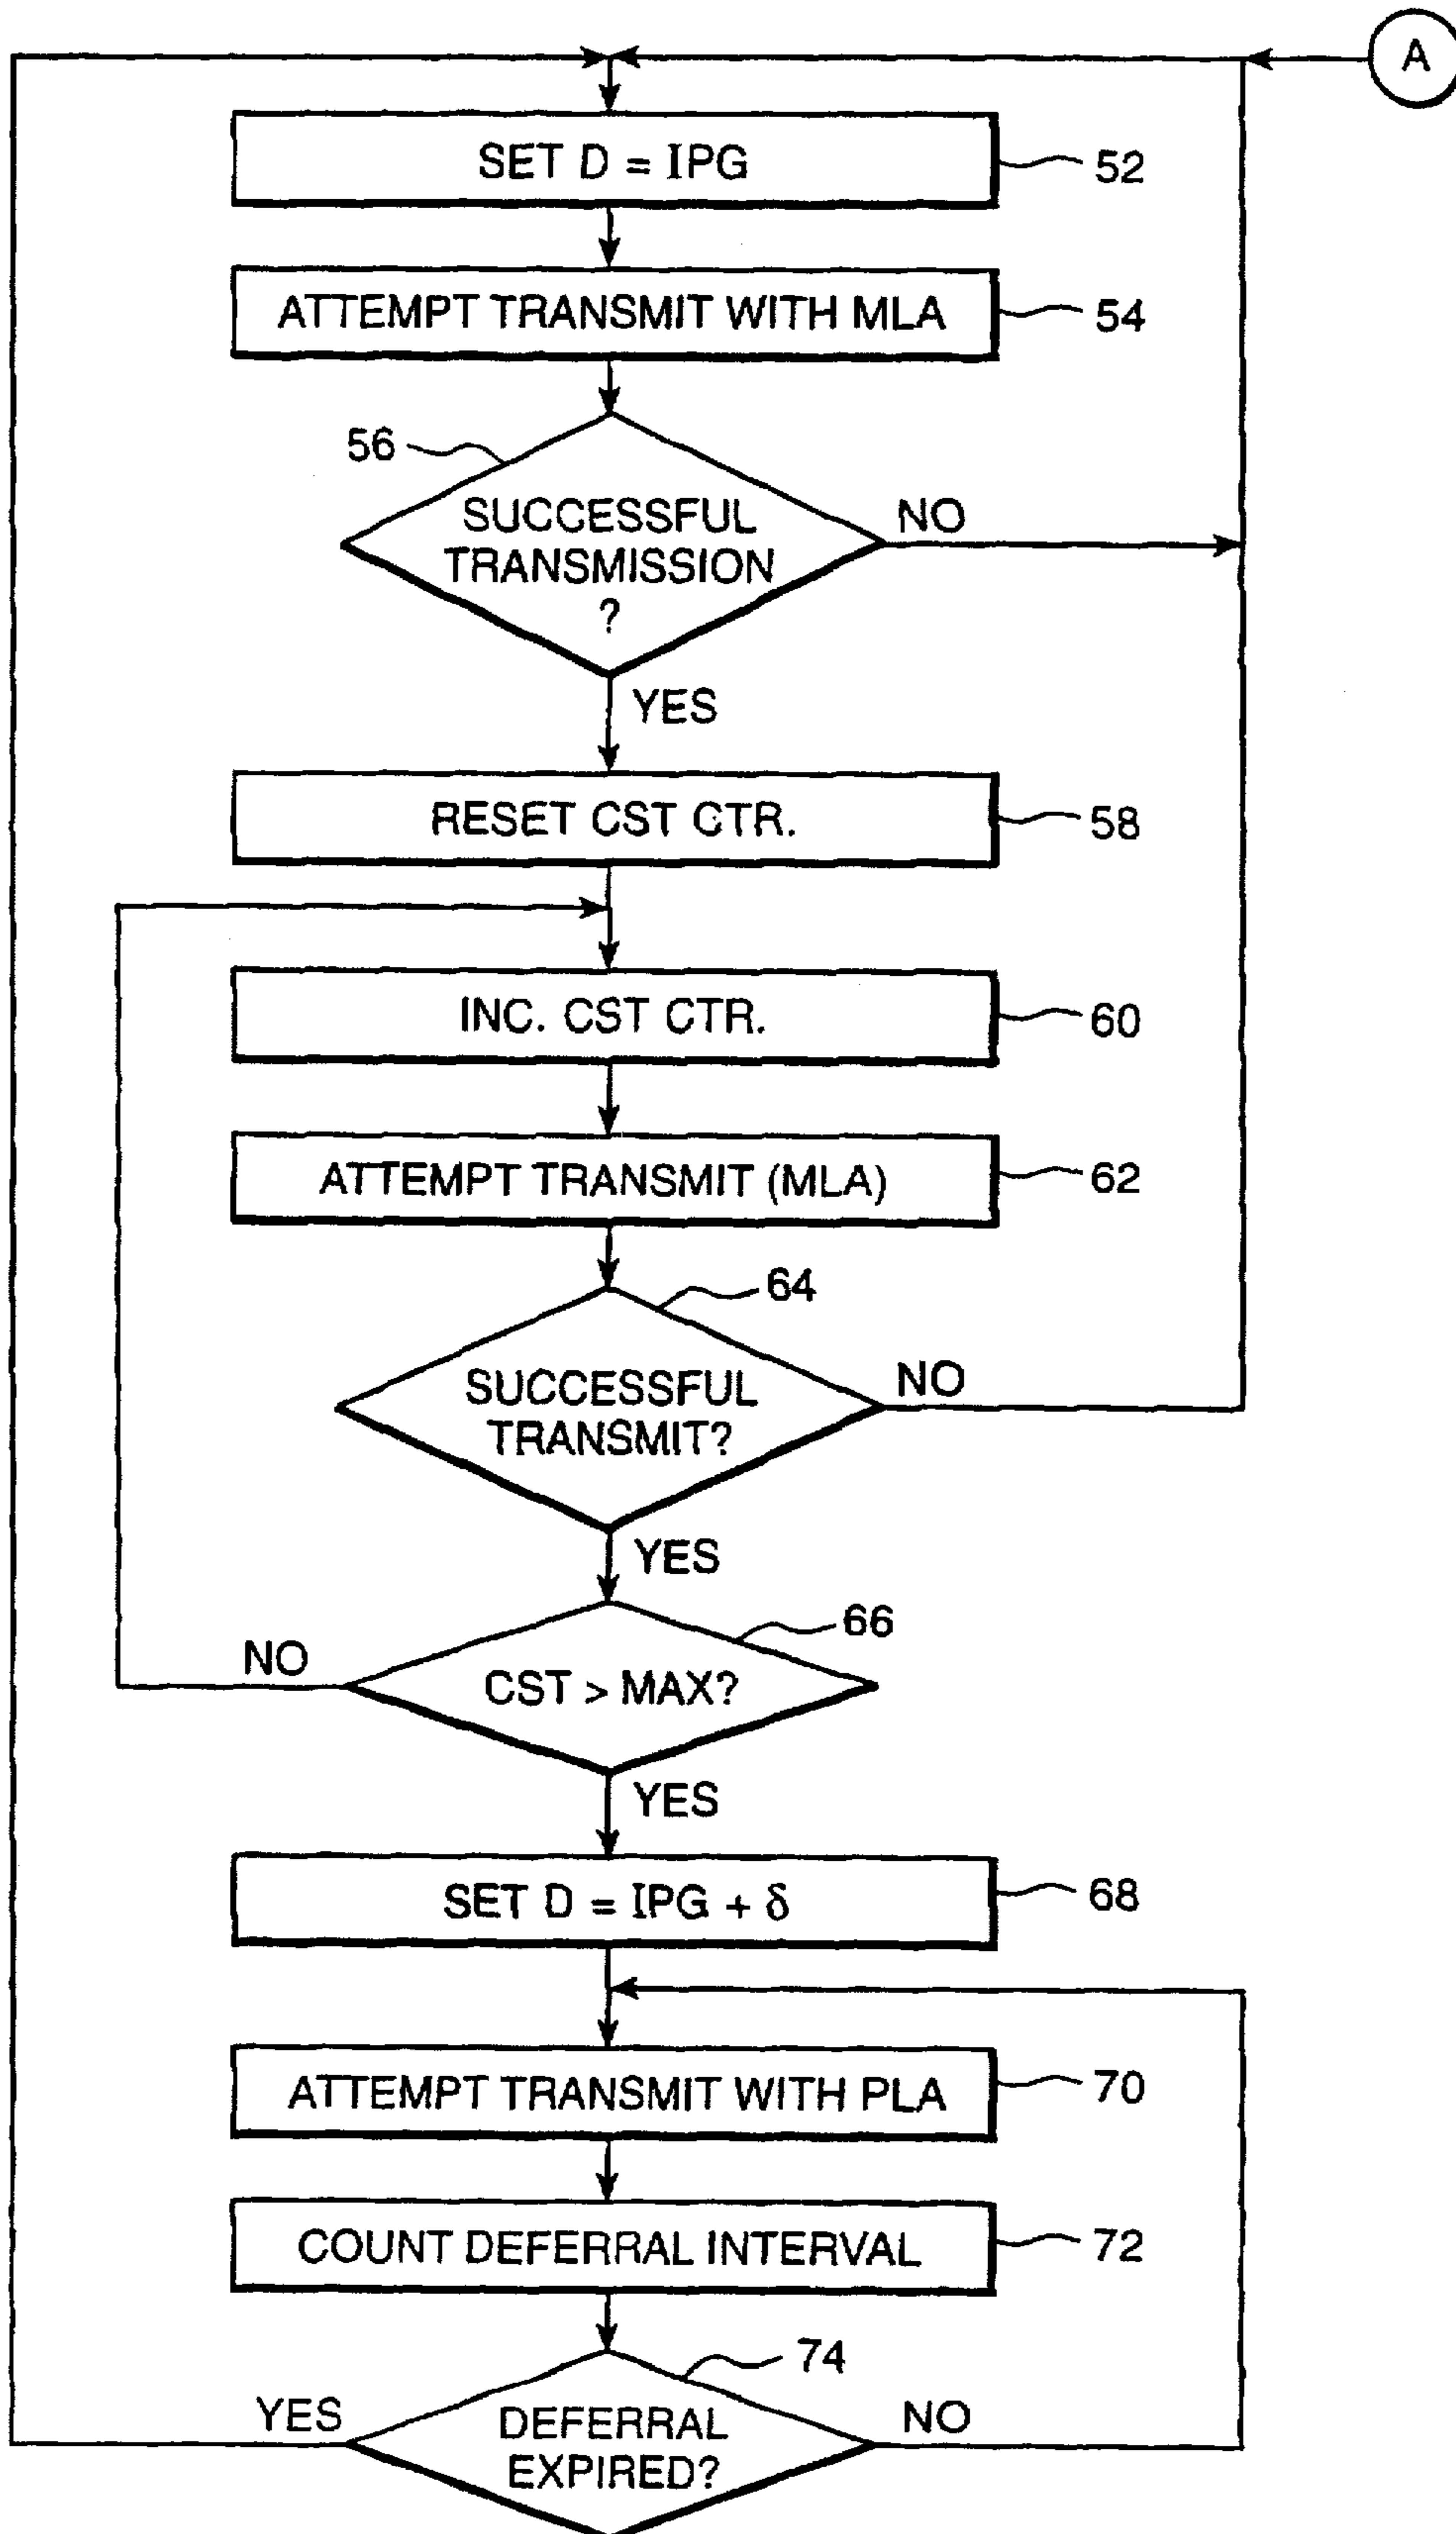 A
SET D = IPG
52
ATTEMPT TRANSMIT WITH MLA
54
56
SUCCESSFUL
TRANSMISSION
?
NO
YES
RESET CST CTR.
58
INC. CST CTR.
60
ATTEMPT TRANSMIT (MLA)
62
64
SUCCESSFUL
TRANSMIT?
NO
YES
66
NO
CST > MAX?
YES
SET D = IPG + δ
68
ATTEMPT TRANSMIT WITH PLA
70
COUNT DEFERRAL INTERVAL
72
74
YES
DEFERRAL
EXPIRED?
NO